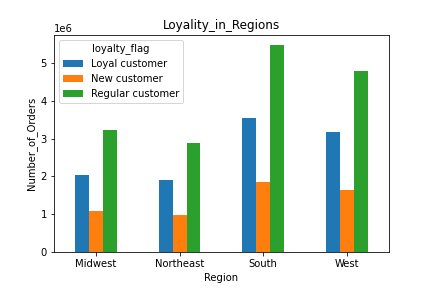 Loyality_in_Regions
1e6
loyalty_flag
Loyal customer
New customer
Regular customer
Number_of_Orders
5
4
3
2
1
0
Midwest Northeast South West
Region